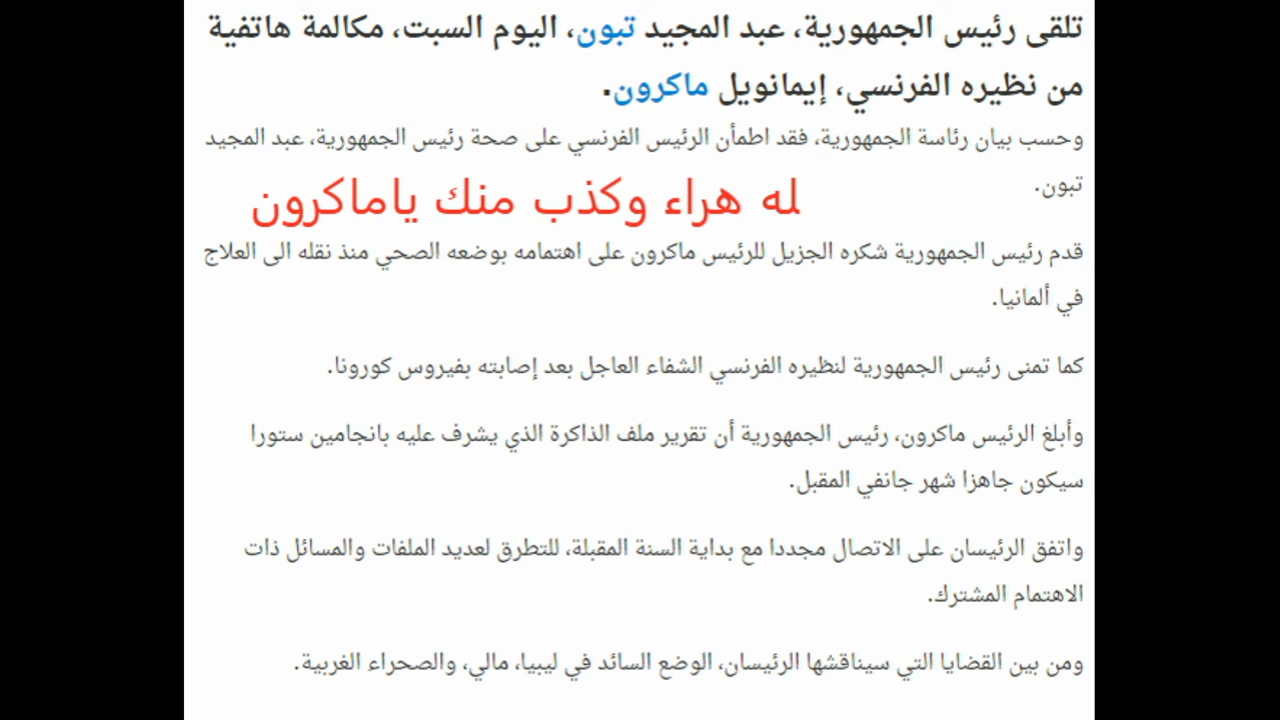 تلقى رئيس الجمهورية، عبد المجيد تبون، اليوم السبت، مكالمة هاتفية
من نظيره الفرنسي، إيمانويل ماكرون.
وحسب بيان رئاسة الجمهورية، فقد اطمأن الرئيس الفرنسي على صحة رئيس الجمهورية، عبد المجيد
تبون.
لله هراء وكذب منك ياماكرون
قدم رئيس الجمهورية شكره الجزيل للرئيس ماكرون على اهتمامه بوضعه الصحي منذ نقله الى العلاج
في ألمانيا.
كما تمنى رئيس الجمهورية لنظيره الفرنسي الشفاء العاجل بعد إصابته بفيروس كورونا.
وأبلغ الرئيس ماكرون، رئيس الجمهورية أن تقرير ملف الذاكرة الذي يشرف عليه بانجامين ستورا
سيكون جاهزا شهر جانفي المقبل.
واتفق الرئيسان على الاتصال مجددا مع بداية السنة المقبلة، للتطرق لعديد الملفات والمسائل ذات
الاهتمام المشترك.
ومن بين القضايا التي سيناقشها الرئيسان، الوضع السائد في ليبيا، مالي، والصحراء الغربية.